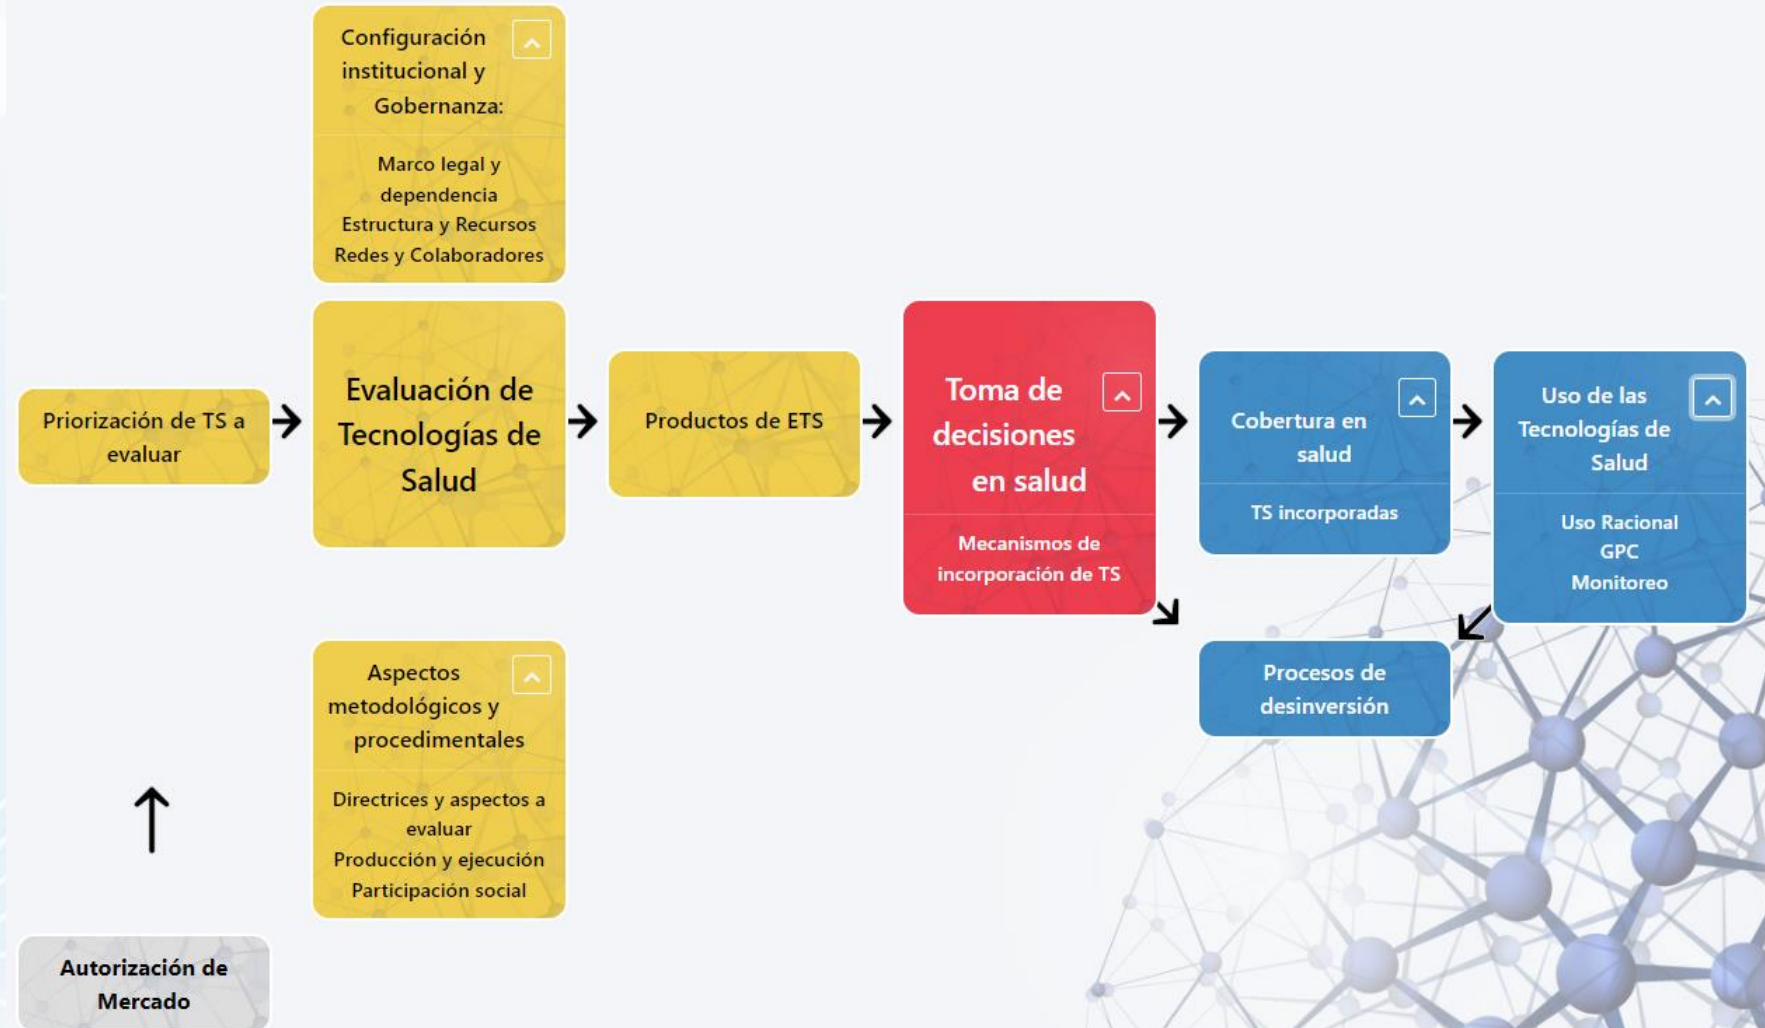 Configuración
institucional y
Gobernanza:
Marco legal y
dependencia
Estructura y Recursos
Redes y Colaboradores
Priorización de TS a
evaluar
Evaluación de
Tecnologías de
Salud
Productos de ETS
Toma de
decisiones
en salud
Mecanismos de
incorporación de TS
Cobertura en
salud
TS incorporadas
Uso de las
Tecnologías de
Salud
Uso Racional
GPC
Monitoreo
Procesos de
desinversión
Aspectos
metodológicos y
procedimentales
Directrices y aspectos a
evaluar
Producción y ejecución
Participación social
Autorización de
Mercado